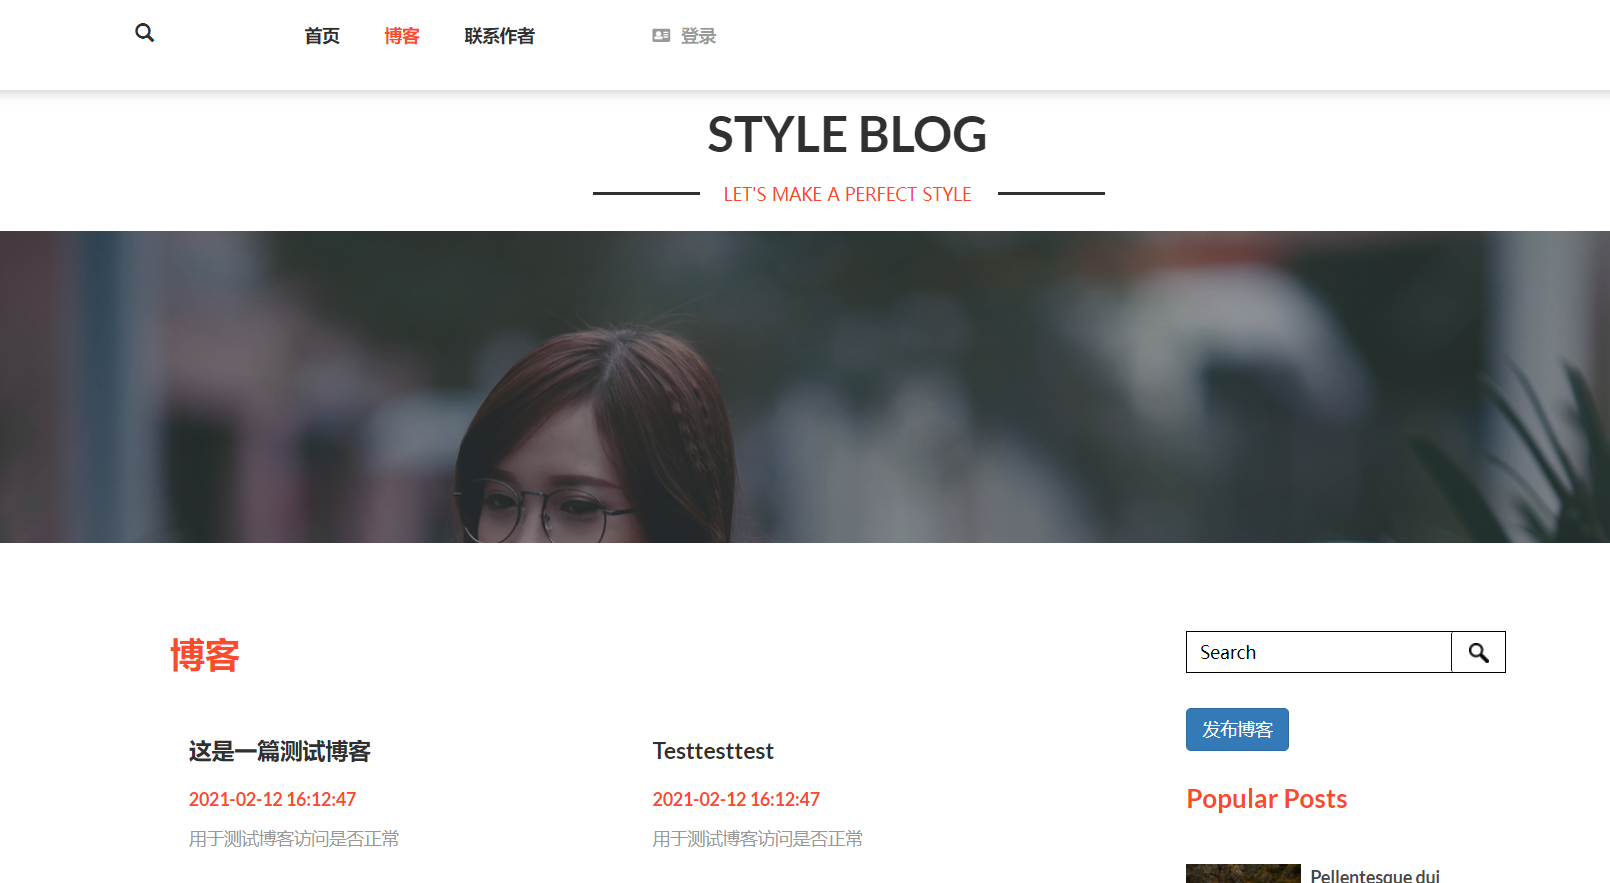 首页 博客 联系作者 登录
STYLE BLOG
LET'S MAKE A PERFECT STYLE
博客
Search
发布博客
这是一篇测试博客
2021-02-12 16:12:47
用于测试博客访问是否正常
Testtesttest
2021-02-12 16:12:47
用于测试博客访问是否正常
Popular Posts
Pellentesque dui